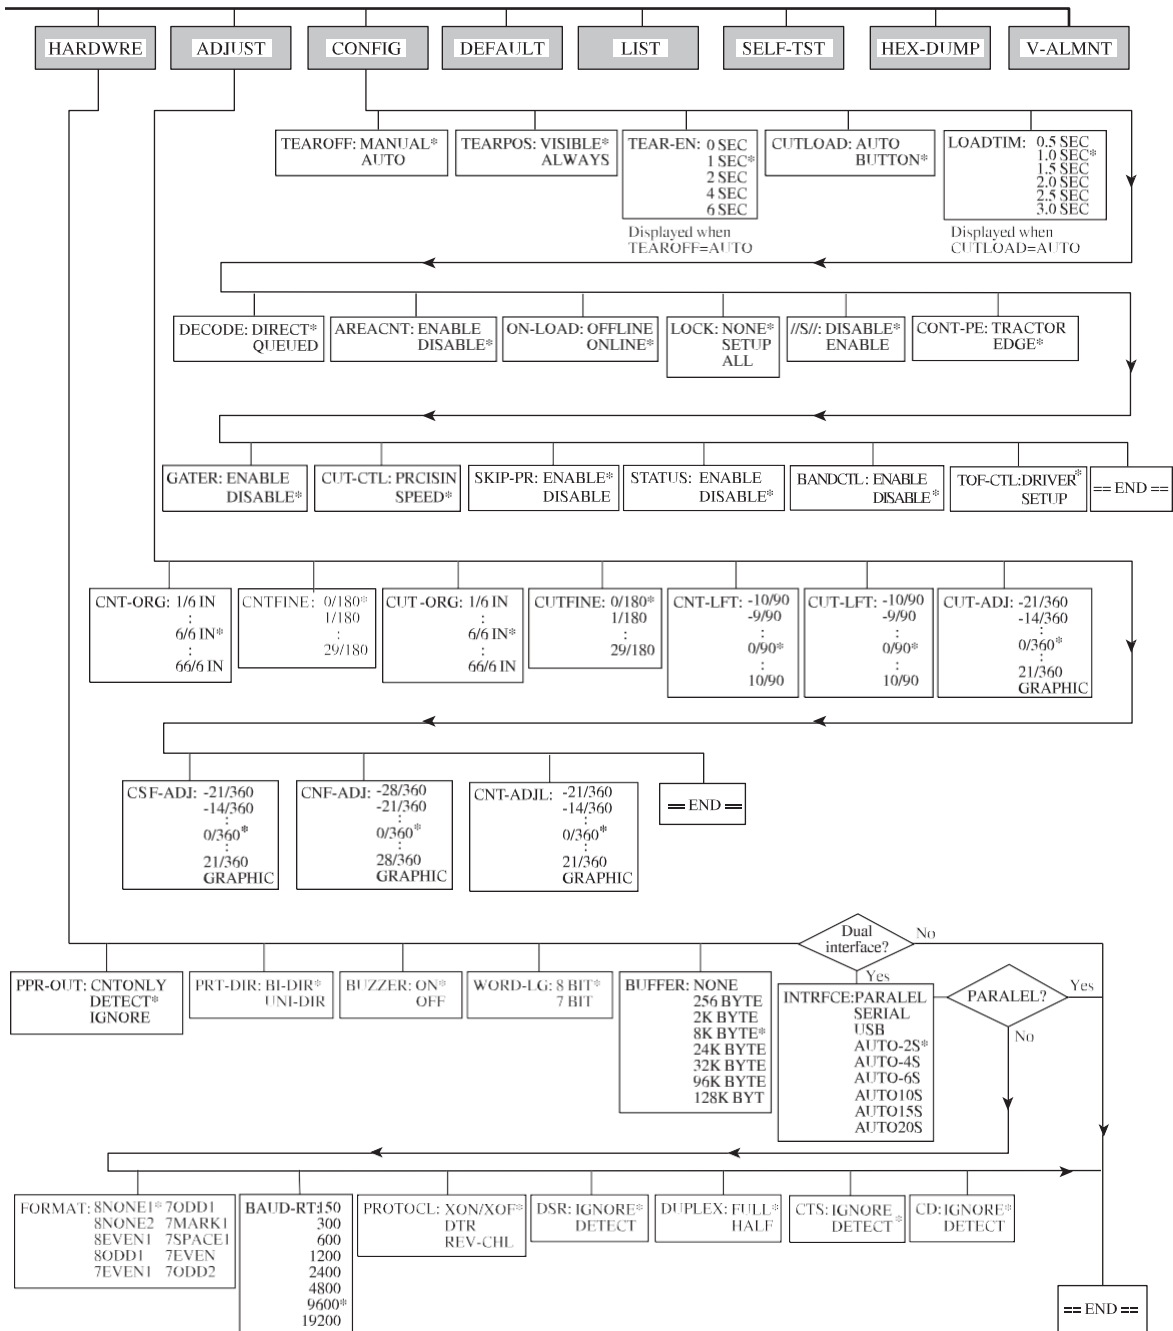 HARDWRE ADJUST CONFIG DEFAULT LIST SELF-TST HEX-DUMP V-ALMNT
TEAROFF: MANUAL*
AUTO
TEARPOS: VISIBLE*
ALWAYS
TEAR-EN: 0 SEC
1 SEC*
2 SEC
4 SEC
6 SEC
Displayed when
TEAROFF=AUTO
CUTLOAD: AUTO
BUTTON*
LOADTIM: 0.5 SEC
1.0 SEC*
1.5 SEC
2.0 SEC
2.5 SEC
3.0 SEC
Displayed when
CUTLOAD=AUTO
DECODE: DIRECT*
QUEUED
AREACNT: ENABLE
DISABLE*
ON-LOAD: OFFLINE
ONLINE*
LOCK: NONE*
SETUP
ALL
//S//: DISABLE*
ENABLE
CONT-PE: TRACTOR
EDGE*
GATER: ENABLE
DISABLE*
CUT-CTL: PRCISIN
SPEED*
SKIP-PR: ENABLE*
DISABLE
STATUS: ENABLE
DISABLE*
BANDCTL: ENABLE
DISABLE*
TOF-CTL:DRIVER*
SETUP
== END ==
CNT-ORG: 1/6 IN
:
6/6 IN*
:
66/6 IN
CNTFINE: 0/180*
1/180
:
29/180
CUT-ORG: 1/6 IN
:
6/6 IN*
:
66/6 IN
CUTFINE: 0/180*
1/180
:
29/180
CNT-LFT: -10/90
-9/90
:
0/90*
:
10/90
CUT-LFT: -10/90
-9/90
:
0/90*
:
10/90
CUT-ADJ: -21/360
-14/360
:
0/360*
:
21/360
GRAPHIC
CSF-ADJ: -21/360
-14/360
:
0/360*
:
21/360
GRAPHIC
CNF-ADJ: -28/360
-21/360
:
0/360*
:
28/360
GRAPHIC
CNT-ADJL: -21/360
-14/360
:
0/360*
:
21/360
GRAPHIC
== END ==
Dual
interface?
No
Yes
PPR-OUT: CNTONLY
DETECT*
IGNORE
PRT-DIR: BI-DIR*
UNI-DIR
BUZZER: ON*
OFF
WORD-LG: 8 BIT*
7 BIT
BUFFER: NONE
256 BYTE
2K BYTE
8K BYTE*
24K BYTE
32K BYTE
96K BYTE
128K BYT
INTRFCE:PARALEL
SERIAL
USB
AUTO-2S*
AUTO-4S
AUTO-6S
AUTO10S
AUTO15S
AUTO20S
PARALEL?
Yes
No
FORMAT: 8NONE1* 7ODD1
8NONE2 7MARK1
8EVEN1 7SPACE1
8ODD1 7EVEN
7EVEN1 7ODD2
BAUD-RT:150
300
600
1200
2400
4800
9600*
19200
PROTOCL: XON/XOF*
DTR
REV-CHL
DSR: IGNORE*
DETECT
DUPLEX: FULL*
HALF
CTS: IGNORE
DETECT*
CD: IGNORE*
DETECT
== END ==